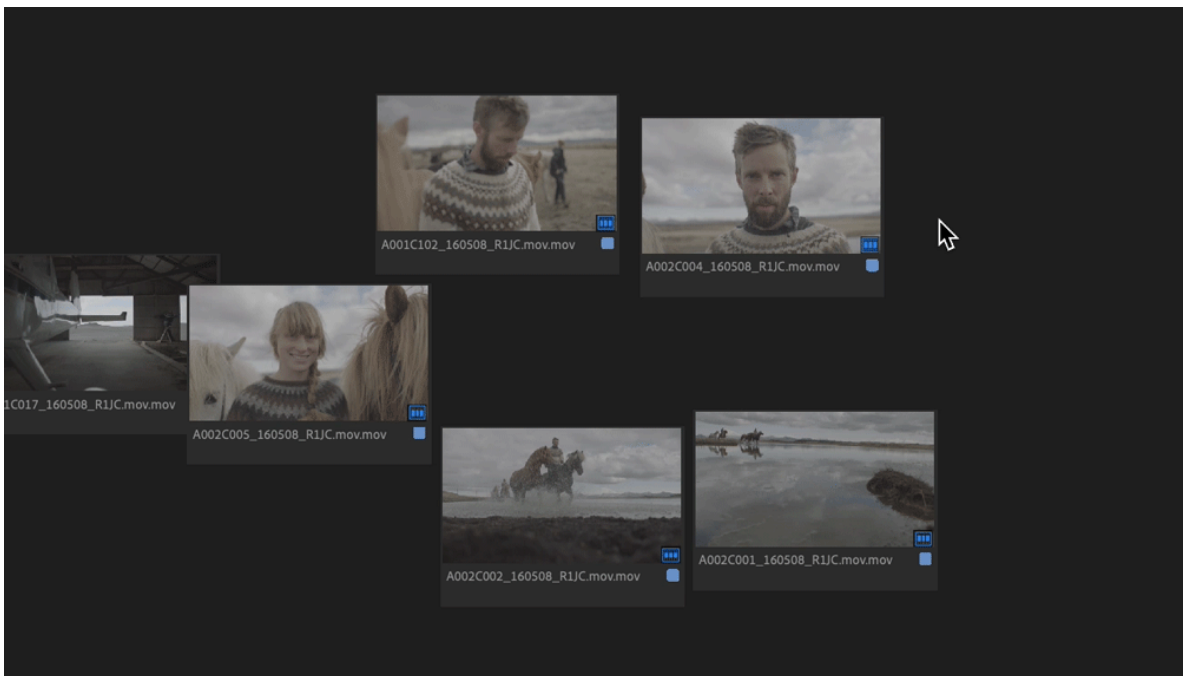 A001C102_160508_R1JC.mov.mov
A002C004_160508_R1JC.mov.mov
1C017_160508_R1JC.mov.mov
A002C005_160508_R1JC.mov.mov
A002C002_160508_R1JC.mov.mov
A002C001_160508_R1JC.mov.mov